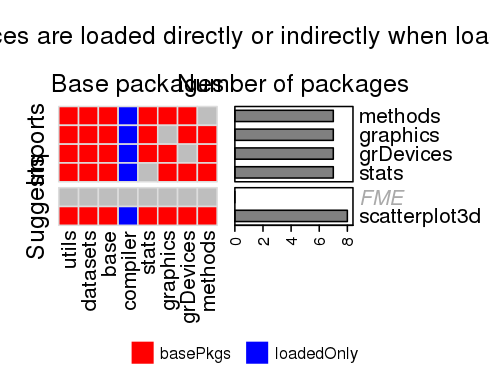 ces are loaded directly or indirectly when loa
Base packages
Number of packages
Imports
Suggests
methods
graphics
grDevices
stats
FME
scatterplot3d
0 2 4 6 8
utils
datasets
base
compiler
stats
graphics
grDevices
methods
basePkgs
loadedOnly